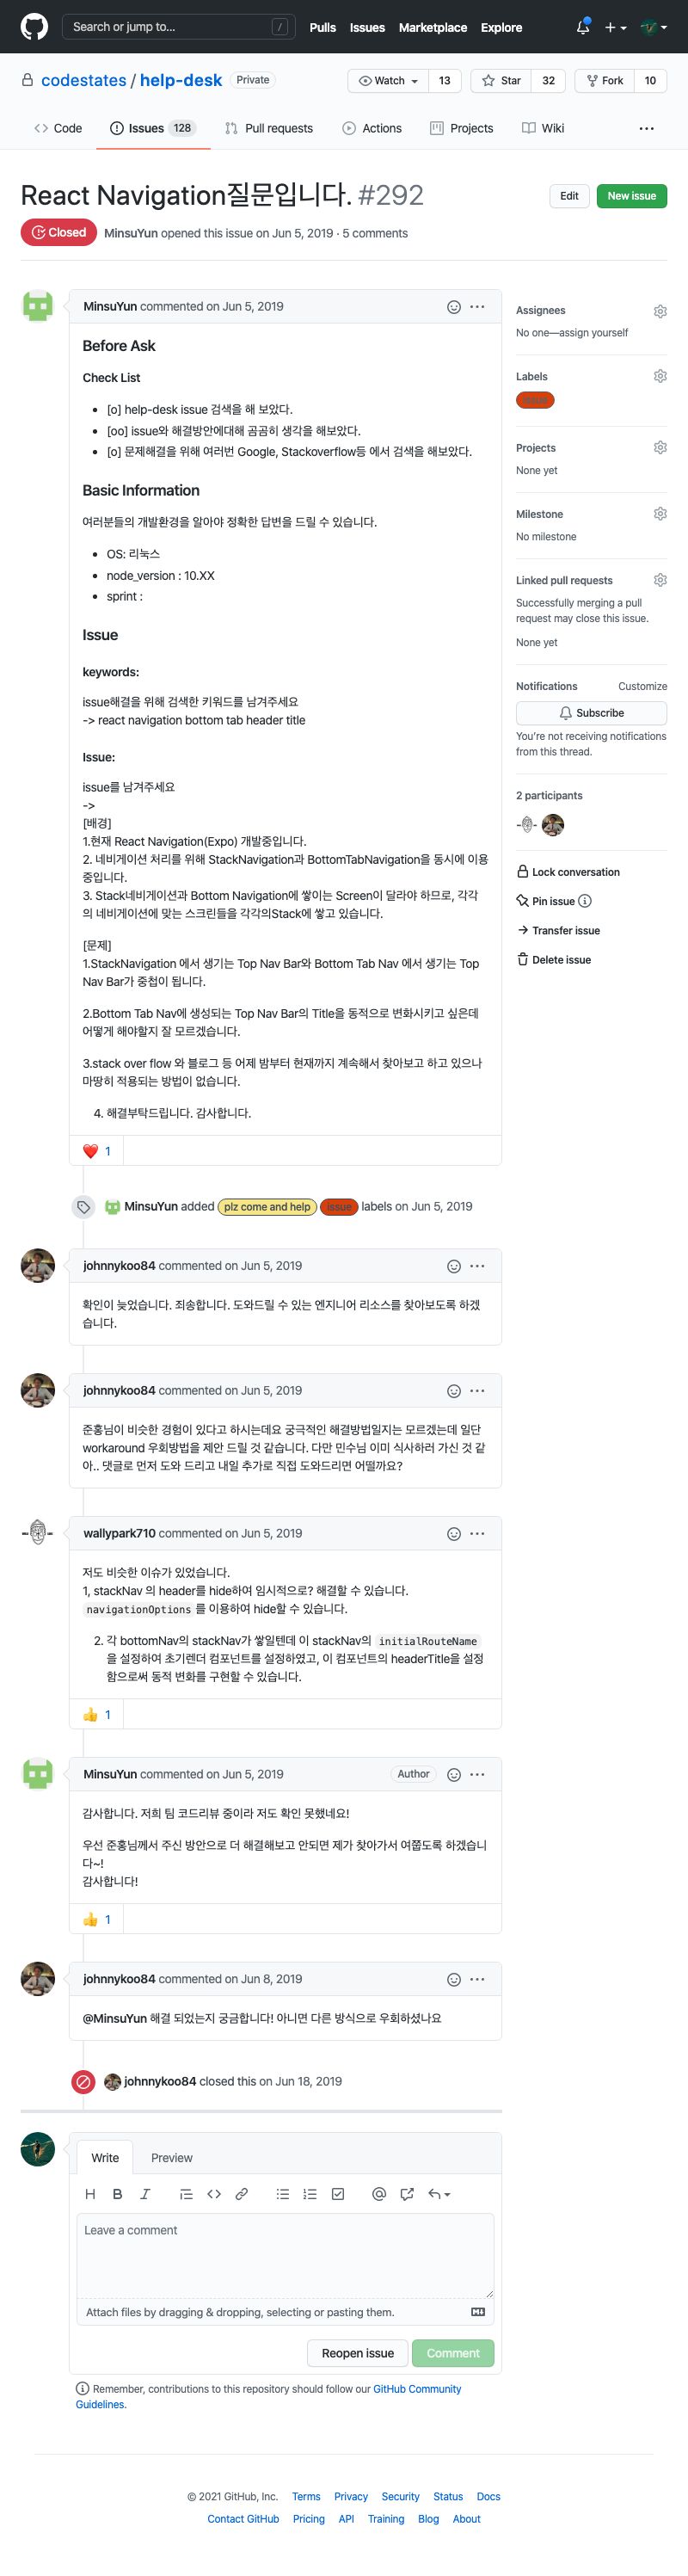 Search or jump to...
/
Pulls Issues Marketplace Explore
codestates / help-desk Private
Watch 13 Star 32 Fork 10
Code Issues 128 Pull requests Actions Projects Wiki
React Navigation질문입니다. #292
Edit New issue
Closed MinsuYun opened this issue on Jun 5, 2019 · 5 comments
MinsuYun commented on Jun 5, 2019
Before Ask
Check List
• [o] help-desk issue 검색을 해 보았다.
• [oo] issue와 해결방안에대해 곰곰히 생각을 해보았다.
• [o] 문제해결을 위해 여러번 Google, Stackoverflow등 에서 검색을 해보았다.
Basic Information
여러분들의 개발환경을 알아야 정확한 답변을 드릴 수 있습니다.
• OS: 리눅스
• node_version : 10.XX
• sprint :
Issue
keywords:
issue해결을 위해 검색한 키워드를 남겨주세요
-> react navigation bottom tab header title
Issue:
issue를 남겨주세요
->
[배경]
1.현재 React Navigation(Expo) 개발중입니다.
2. 네비게이션 처리를 위해 StackNavigation과 BottomTabNavigation을 동시에 이용
중입니다.
3. Stack네비게이션과 Bottom Navigation에 쌓이는 Screen이 달라야 하므로, 각각
의 네비게이션에 맞는 스크린들을 각각의Stack에 쌓고 있습니다.
[문제]
1.StackNavigation 에서 생기는 Top Nav Bar와 Bottom Tab Nav 에서 생기는 Top
Nav Bar가 중첩이 됩니다.
2.Bottom Tab Nav에 생성되는 Top Nav Bar의 Title을 동적으로 변화시키고 싶은데
어떻게 해야할지 잘 모르겠습니다.
3.stack over flow 와 블로그 등 어제 밤부터 현재까지 계속해서 찾아보고 하고 있으나
마땅히 적용되는 방법이 없습니다.
4. 해결부탁드립니다. 감사합니다.
1
MinsuYun added plz come and help issue labels on Jun 5, 2019
johnnykoo84 commented on Jun 5, 2019
확인이 늦었습니다. 죄송합니다. 도와드릴 수 있는 엔지니어 리소스를 찾아보도록 하겠
습니다.
johnnykoo84 commented on Jun 5, 2019
준홍님이 비슷한 경험이 있다고 하시는데요 궁극적인 해결방법일지는 모르겠는데 일단
workaround 우회방법을 제안 드릴 것 같습니다. 다만 민수님 이미 식사하러 가신 것 같
아.. 댓글로 먼저 도와 드리고 내일 추가로 직접 도와드리면 어떨까요?
wallypark710 commented on Jun 5, 2019
저도 비슷한 이슈가 있었습니다.
1, stackNav 의 header를 hide하여 임시적으로? 해결할 수 있습니다.
navigationOptions 를 이용하여 hide할 수 있습니다.
2. 각 bottomNav의 stackNav가 쌓일텐데 이 stackNav의 initialRouteName
을 설정하여 초기렌더 컴포넌트를 설정하였고, 이 컴포넌트의 headerTitle을 설정
함으로써 동적 변화를 구현할 수 있습니다.
1
MinsuYun commented on Jun 5, 2019 Author
감사합니다. 저희 팀 코드리뷰 중이라 저도 확인 못했네요!
우선 준홍님께서 주신 방안으로 더 해결해보고 안되면 제가 찾아가서 여쭙도록 하겠습니
다~!
감사합니다!
1
johnnykoo84 commented on Jun 8, 2019
@MinsuYun 해결 되었는지 궁금합니다! 아니면 다른 방식으로 우회하셨나요
johnnykoo84 closed this on Jun 18, 2019
Write Preview
Leave a comment
Attach files by dragging & dropping, selecting or pasting them.
Reopen issue Comment
Remember, contributions to this repository should follow our GitHub Community
Guidelines.
Assignees
No one—assign yourself
Labels
issue
Projects
None yet
Milestone
No milestone
Linked pull requests
Successfully merging a pull
request may close this issue.
None yet
Notifications Customize
Subscribe
You're not receiving notifications
from this thread.
2 participants
Lock conversation
Pin issue
Transfer issue
Delete issue
© 2021 GitHub, Inc. Terms Privacy Security Status Docs
Contact GitHub Pricing API Training Blog About